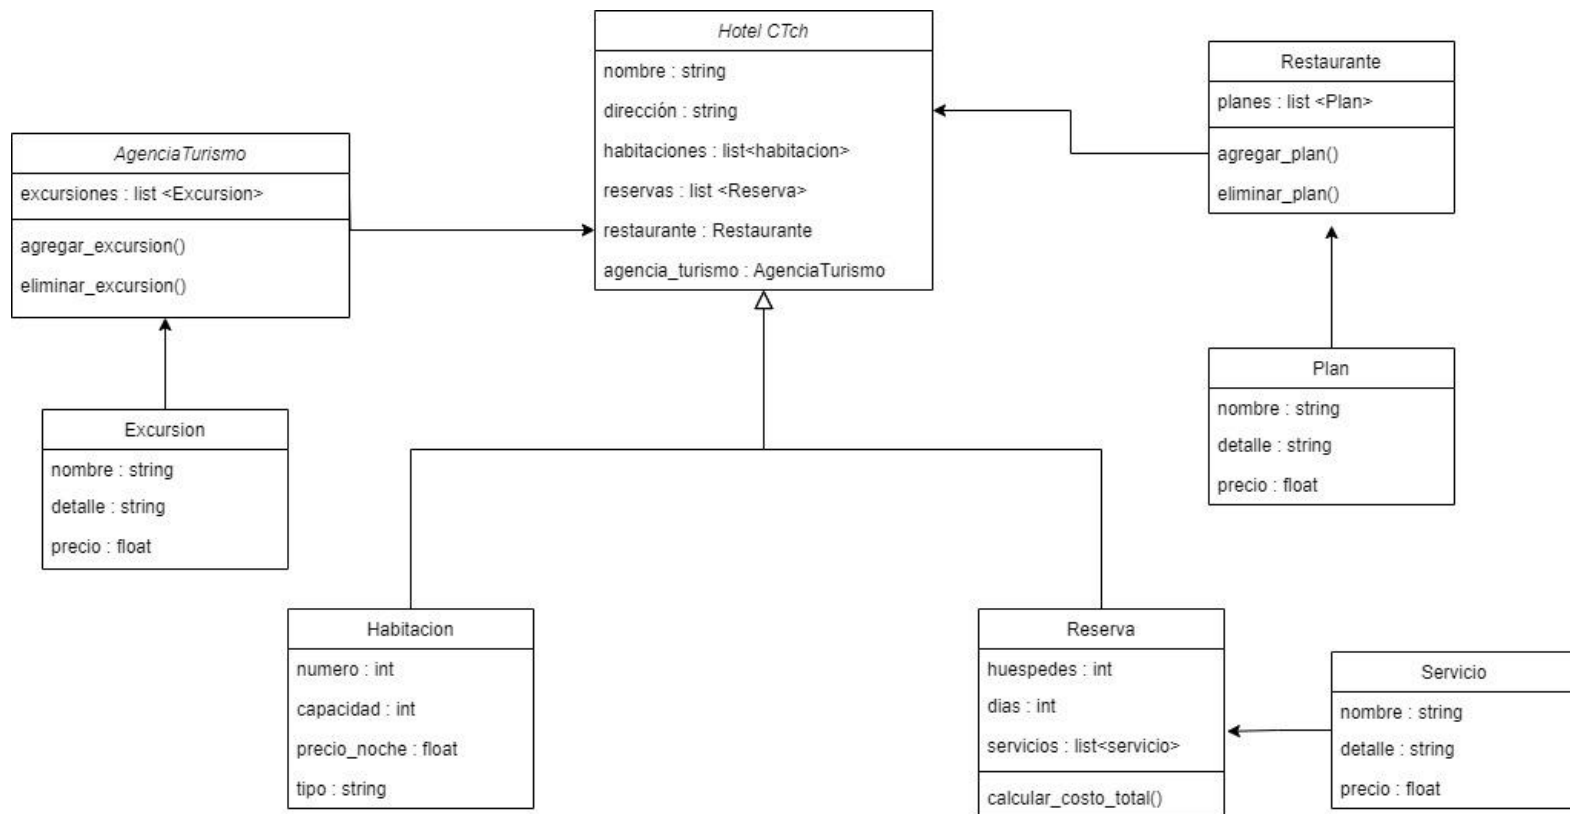 Hotel CTch
nombre : string
dirección : string
habitaciones : list<habitacion>
reservas : list <Reserva>
restaurante : Restaurante
agencia_turismo : AgenciaTurismo
Restaurante
planes : list <Plan>
agregar_plan()
eliminar_plan()
AgenciaTurismo
excursiones : list <Excursion>
agregar_excursion()
eliminar_excursion()
Plan
nombre : string
detalle : string
precio : float
Excursion
nombre : string
detalle : string
precio : float
Habitacion
numero : int
capacidad : int
precio_noche : float
tipo : string
Reserva
huespedes : int
dias : int
servicios : list<servicio>
calcular_costo_total()
Servicio
nombre : string
detalle : string
precio : float